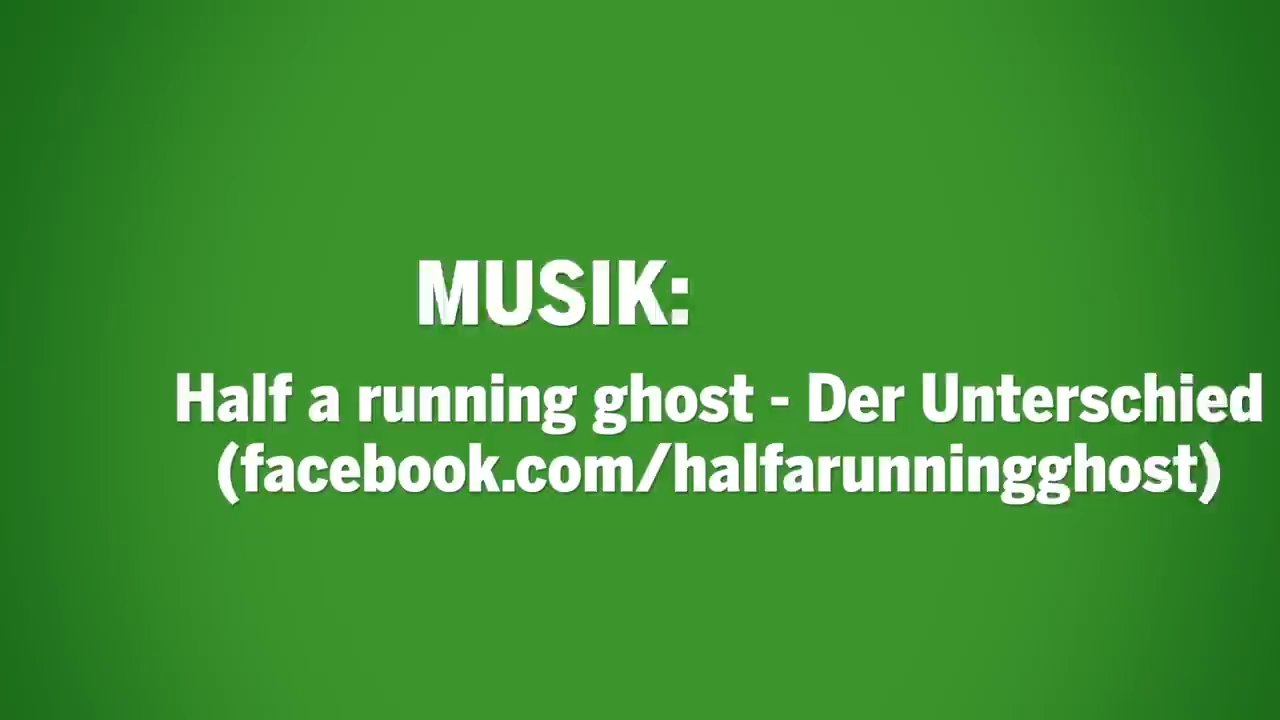 MUSIK:
Half a running ghost - Der Unterschied
(facebook.com/halfarunningghost)